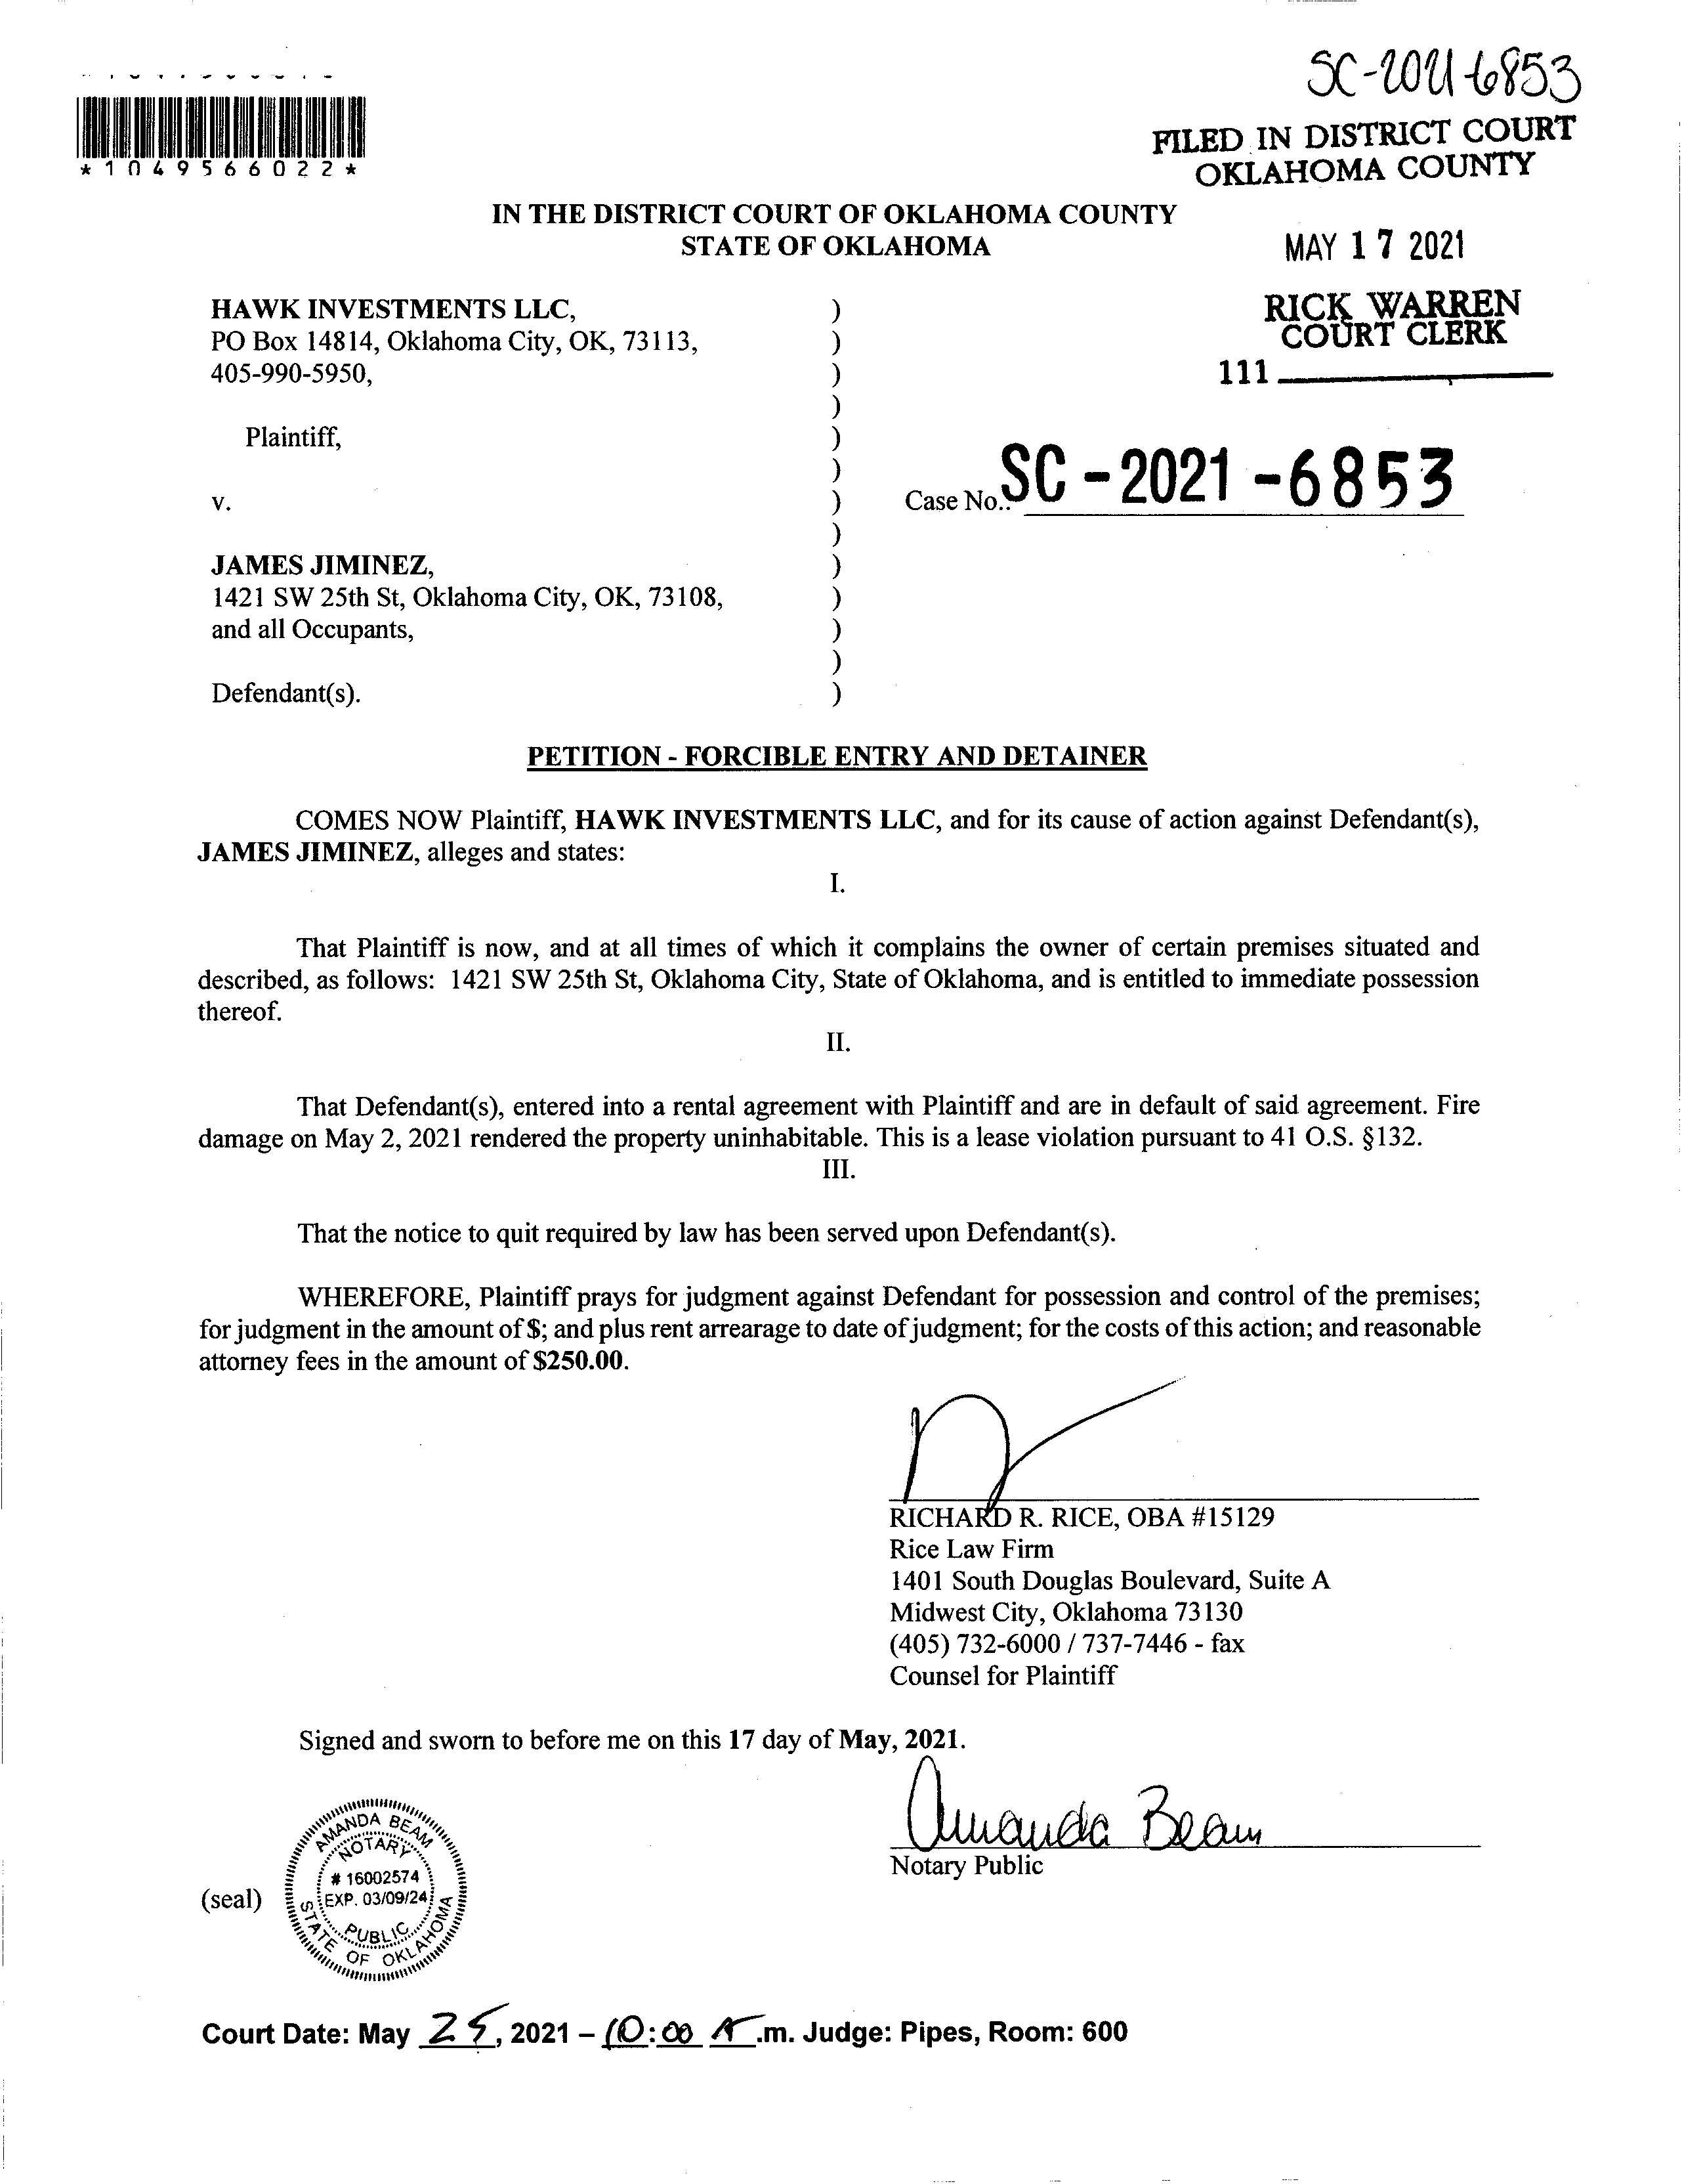 SC-2021-6853
*1049566022*
FILED IN DISTRICT COURT
OKLAHOMA COUNTY
IN THE DISTRICT COURT OF OKLAHOMA COUNTY
STATE OF OKLAHOMA
MAY 17 2021
RICK WARREN
COURT CLERK
111
HAWK INVESTMENTS LLC, )
PO Box 14814, Oklahoma City, OK, 73113, )
405-990-5950, )
)
Plaintiff, )
)
v. ) Case No.: SC-2021-6853
)
JAMES JIMINEZ, )
1421 SW 25th St, Oklahoma City, OK, 73108, )
and all Occupants, )
)
Defendant(s). )
PETITION - FORCIBLE ENTRY AND DETAINER
COMES NOW Plaintiff, HAWK INVESTMENTS LLC, and for its cause of action against Defendant(s),
JAMES JIMINEZ, alleges and states:
I.
That Plaintiff is now, and at all times of which it complains the owner of certain premises situated and
described, as follows: 1421 SW 25th St, Oklahoma City, State of Oklahoma, and is entitled to immediate possession
thereof.
II.
That Defendant(s), entered into a rental agreement with Plaintiff and are in default of said agreement. Fire
damage on May 2, 2021 rendered the property uninhabitable. This is a lease violation pursuant to 41 O.S. §132.
III.
That the notice to quit required by law has been served upon Defendant(s).
WHEREFORE, Plaintiff prays for judgment against Defendant for possession and control of the premises;
for judgment in the amount of $; and plus rent arrearage to date of judgment; for the costs of this action; and reasonable
attorney fees in the amount of $250.00.
RICHARD R. RICE, OBA #15129
Rice Law Firm
1401 South Douglas Boulevard, Suite A
Midwest City, Oklahoma 73130
(405) 732-6000 / 737-7446 - fax
Counsel for Plaintiff
Signed and sworn to before me on this 17 day of May, 2021.
Amanda Beam
Notary Public
(seal)
AMANDA BEAM
NOTARY
# 16002574
EXP. 03/09/24
PUBLIC
STATE OF OKLAHOMA
Court Date: May 25, 2021 – 10:00 A.m. Judge: Pipes, Room: 600